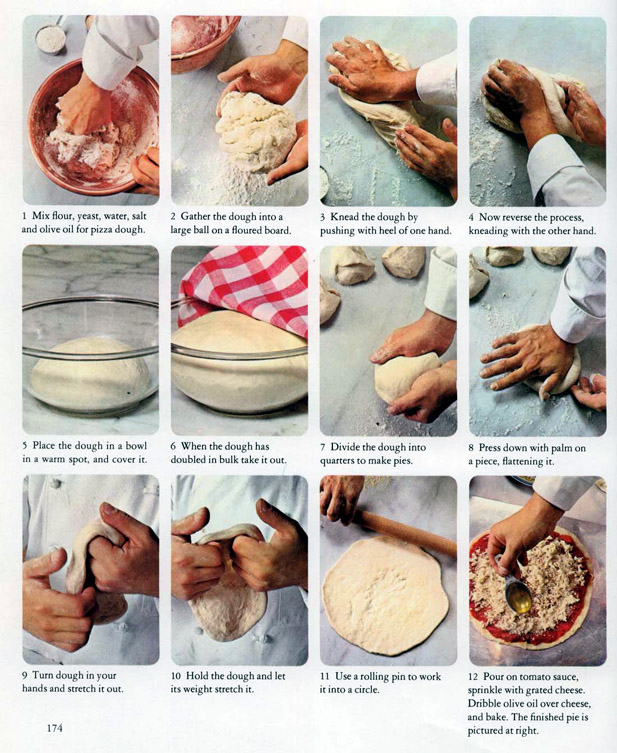 1 Mix flour, yeast, water, salt
and olive oil for pizza dough.
2 Gather the dough into a
large ball on a floured board.
3 Knead the dough by
pushing with heel of one hand.
4 Now reverse the process,
kneading with the other hand.
5 Place the dough in a bowl
in a warm spot, and cover it.
6 When the dough has
doubled in bulk take it out.
7 Divide the dough into
quarters to make pies.
8 Press down with palm on
a piece, flattening it.
9 Turn dough in your
hands and stretch it out.
10 Hold the dough and let
its weight stretch it.
11 Use a rolling pin to work
it into a circle.
12 Pour on tomato sauce,
sprinkle with grated cheese.
Dribble olive oil over cheese,
and bake. The finished pie is
pictured at right.
174